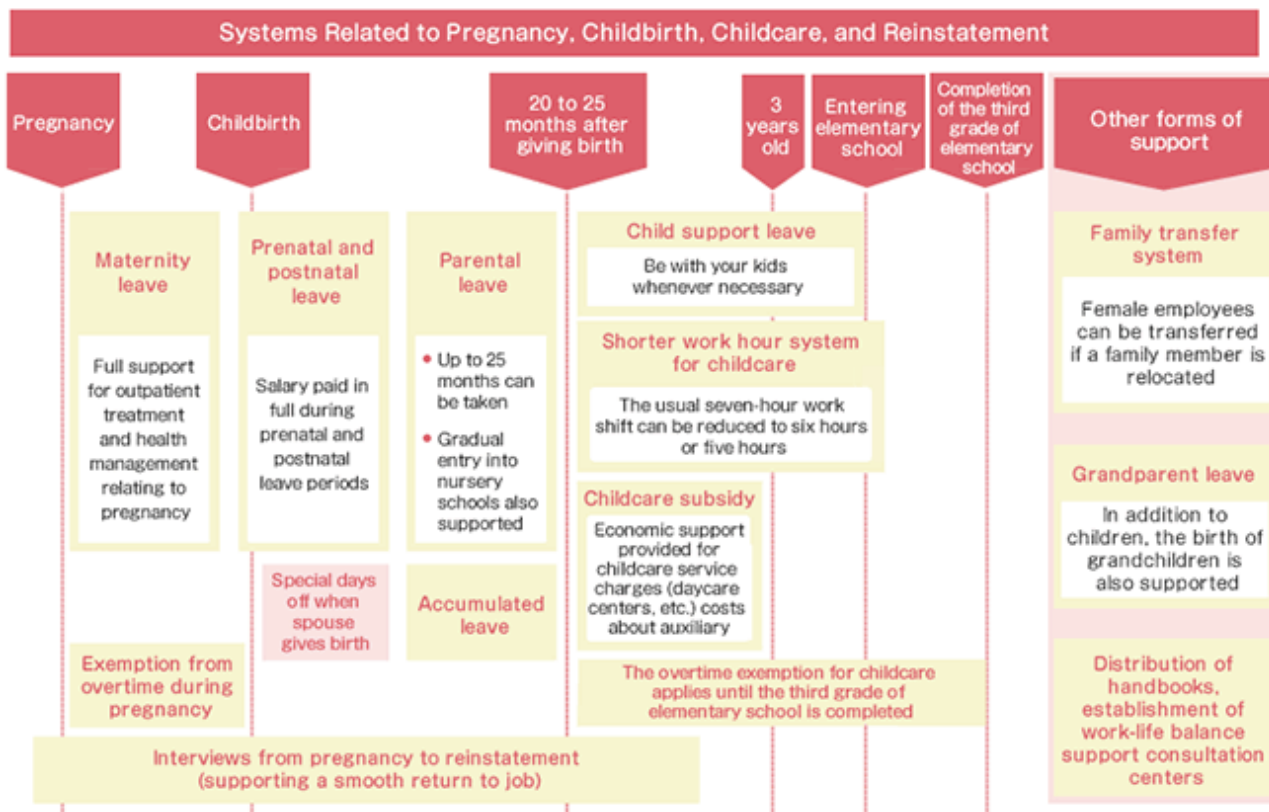 Systems Related to Pregnancy, Childbirth, Childcare, and Reinstatement
Pregnancy
Childbirth
20 to 25
months after
giving birth
3
years
old
Entering
elementary
school
Completion
of the third
grade of
elementary
school
Other forms of
support
Maternity
leave
Full support
for outpatient
treatment
and health
management
relating to
pregnancy
Prenatal and
postnatal
leave
Salary paid in
full during
prenatal and
postnatal
leave periods
Parental
leave
• Up to 25
months can
be taken
• Gradual
entry into
nursery
schools also
supported
Child support leave
Be with your kids
whenever necessary
Shorter work hour system
for childcare
The usual seven-hour work
shift can be reduced to six hours
or five hours
Childcare subsidy
Economic support
provided for
childcare service
charges (daycare
centers, etc.) costs
about auxiliary
Special days
off when
spouse
gives birth
Accumulated
leave
Exemption from
overtime during
pregnancy
The overtime exemption for childcare
applies until the third grade of
elementary school is completed
Interviews from pregnancy to reinstatement
(supporting a smooth return to job)
Family transfer
system
Female employees
can be transferred
if a family member is
relocated
Grandparent leave
In addition to
children, the birth of
grandchildren is
also supported
Distribution of
handbooks,
establishment of
work-life balance
support consultation
centers